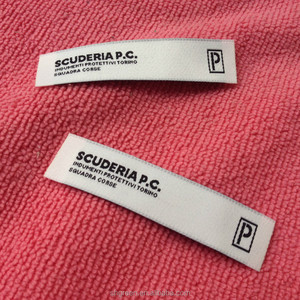 SCUDERIA P.C.
INDUMENTI PROTETTIVI TORINO
SQUADRA CORSE
P
SCUDERIA P.C.
INDUMENTI PROTETTIVI TORINO
SQUADRA CORSE
P